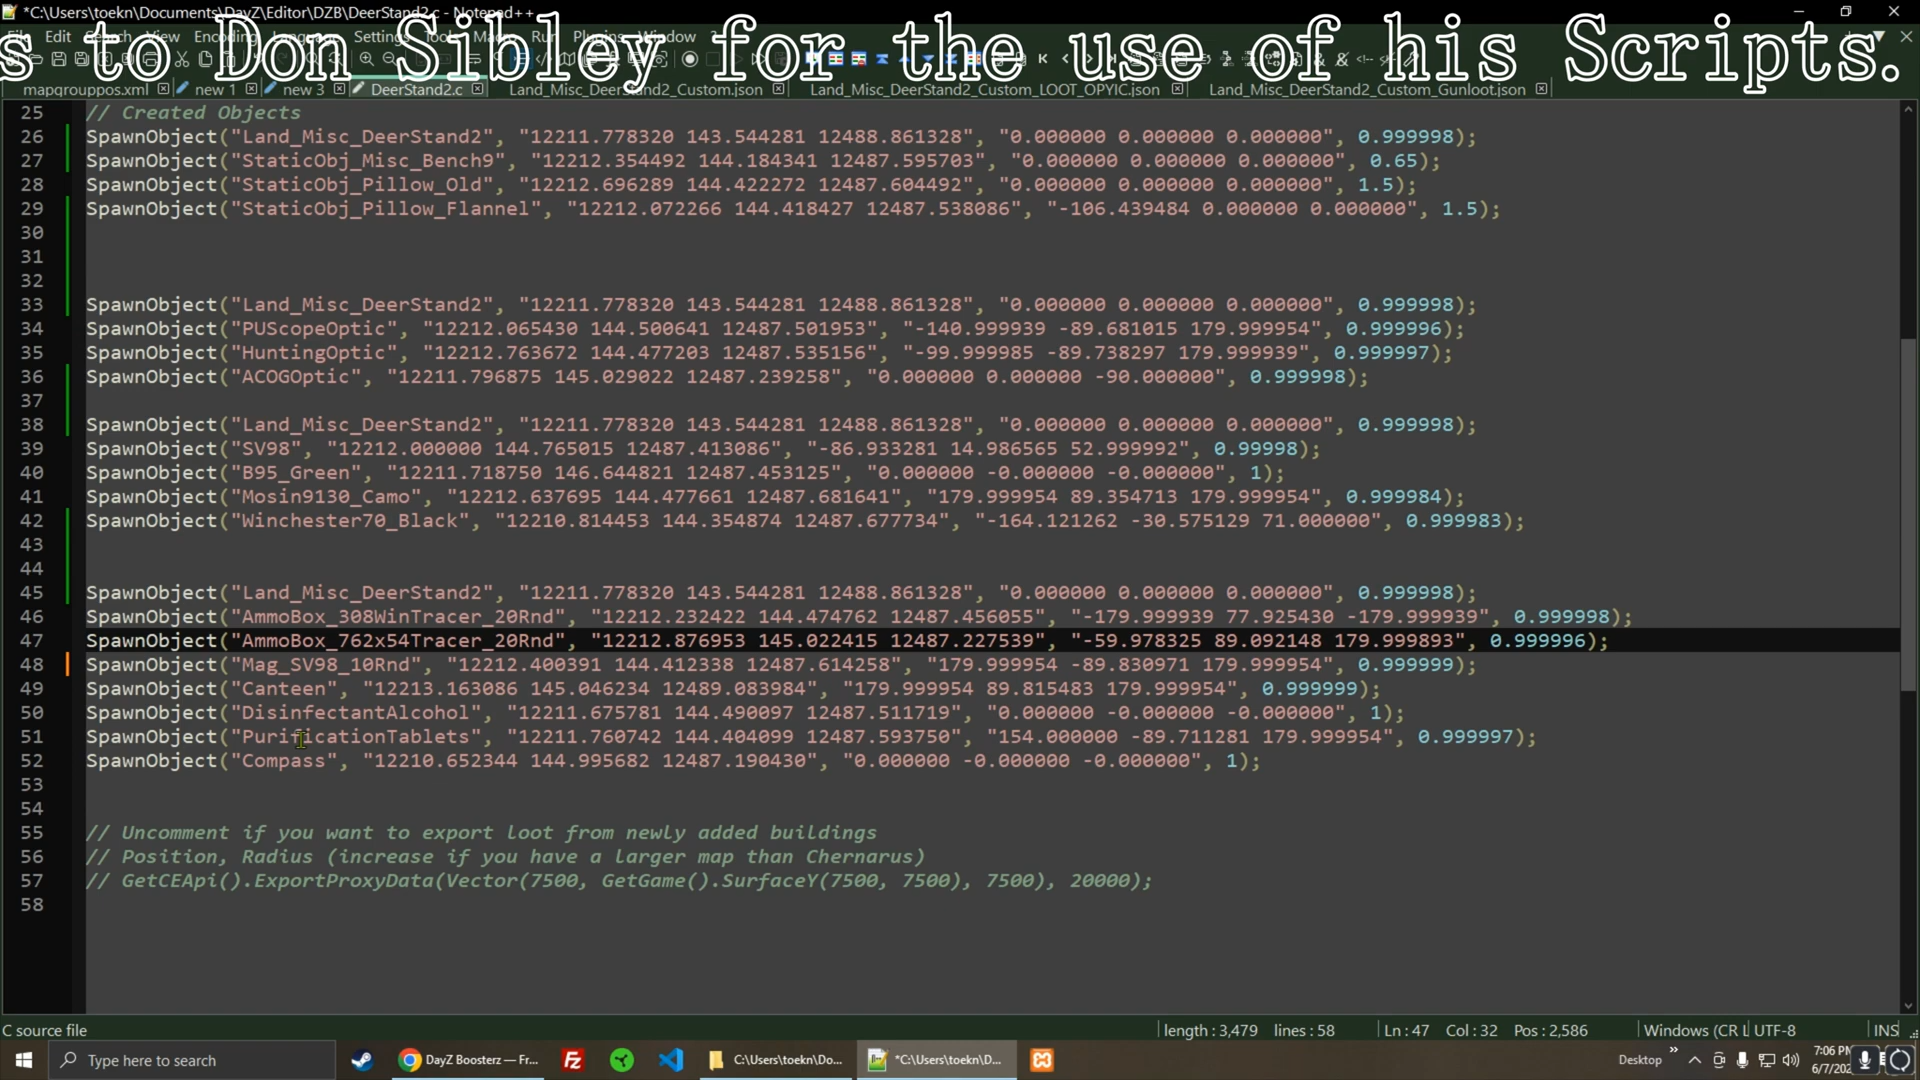 *C:\Users\toekn\Documents\DayZ\Editor\DZB\DeerStand2.c - Notepad++
s to Don Sibley for the use of his Scripts.
Edit Search View Encoding Language Settings Tools Macro Run Plugins Window ?
mapgrouppos.xml new 1 new 3 DeerStand2.c Land_Misc_DeerStand2_Custom.json Land_Misc_DeerStand2_Custom_LOOT_OPYIC.json Land_Misc_DeerStand2_Custom_Gunloot.json
25 // Created Objects
26 SpawnObject("Land_Misc_DeerStand2", "12211.778320 143.544281 12488.861328", "0.000000 0.000000 0.000000", 0.999998);
27 SpawnObject("StaticObj_Misc_Bench9", "12212.354492 144.184341 12487.595703", "0.000000 0.000000 0.000000", 0.65);
28 SpawnObject("StaticObj_Pillow_Old", "12212.696289 144.422272 12487.604492", "0.000000 0.000000 0.000000", 1.5);
29 SpawnObject("StaticObj_Pillow_Flannel", "12212.072266 144.418427 12487.538086", "-106.439484 0.000000 0.000000", 1.5);
30
31
32
33 SpawnObject("Land_Misc_DeerStand2", "12211.778320 143.544281 12488.861328", "0.000000 0.000000 0.000000", 0.999998);
34 SpawnObject("PUScopeOptic", "12212.065430 144.500641 12487.501953", "-140.999939 -89.681015 179.999954", 0.999996);
35 SpawnObject("HuntingOptic", "12212.763672 144.477203 12487.535156", "-99.999985 -89.738297 179.999939", 0.999997);
36 SpawnObject("ACOGOptic", "12211.796875 145.029022 12487.239258", "0.000000 0.000000 -90.000000", 0.999998);
37
38 SpawnObject("Land_Misc_DeerStand2", "12211.778320 143.544281 12488.861328", "0.000000 0.000000 0.000000", 0.999998);
39 SpawnObject("SV98", "12212.000000 144.765015 12487.413086", "-86.933281 14.986565 52.999992", 0.99998);
40 SpawnObject("B95_Green", "12211.718750 146.644821 12487.453125", "0.000000 -0.000000 -0.000000", 1);
41 SpawnObject("Mosin9130_Camo", "12212.637695 144.477661 12487.681641", "179.999954 89.354713 179.999954", 0.999984);
42 SpawnObject("Winchester70_Black", "12210.814453 144.354874 12487.677734", "-164.121262 -30.575129 71.000000", 0.999983);
43
44
45 SpawnObject("Land_Misc_DeerStand2", "12211.778320 143.544281 12488.861328", "0.000000 0.000000 0.000000", 0.999998);
46 SpawnObject("AmmoBox_308WinTracer_20Rnd", "12212.232422 144.474762 12487.456055", "-179.999939 77.925430 -179.999939", 0.999998);
47 SpawnObject("AmmoBox_762x54Tracer_20Rnd", "12212.876953 145.022415 12487.227539", "-59.978325 89.092148 179.999893", 0.999996);
48 SpawnObject("Mag_SV98_10Rnd", "12212.400391 144.412338 12487.614258", "179.999954 -89.830971 179.999954", 0.999999);
49 SpawnObject("Canteen", "12213.163086 145.046234 12489.083984", "179.999954 89.815483 179.999954", 0.999999);
50 SpawnObject("DisinfectantAlcohol", "12211.675781 144.490097 12487.511719", "0.000000 -0.000000 -0.000000", 1);
51 SpawnObject("PurificationTablets", "12211.760742 144.404099 12487.593750", "154.000000 -89.711281 179.999954", 0.999997);
52 SpawnObject("Compass", "12210.652344 144.995682 12487.190430", "0.000000 -0.000000 -0.000000", 1);
53
54
55 // Uncomment if you want to export loot from newly added buildings
56 // Position, Radius (increase if you have a larger map than Chernarus)
57 // GetCEApi().ExportProxyData(Vector(7500, GetGame().SurfaceY(7500, 7500), 7500), 20000);
58
C source file length : 3,479 lines : 58 Ln : 47 Col : 32 Pos : 2,586 Windows (CR L UTF-8 INS
Type here to search DayZ Boosterz — Fr... C:\Users\toekn\Do... *C:\Users\toekn\D... Desktop 7:06 PM
6/7/20